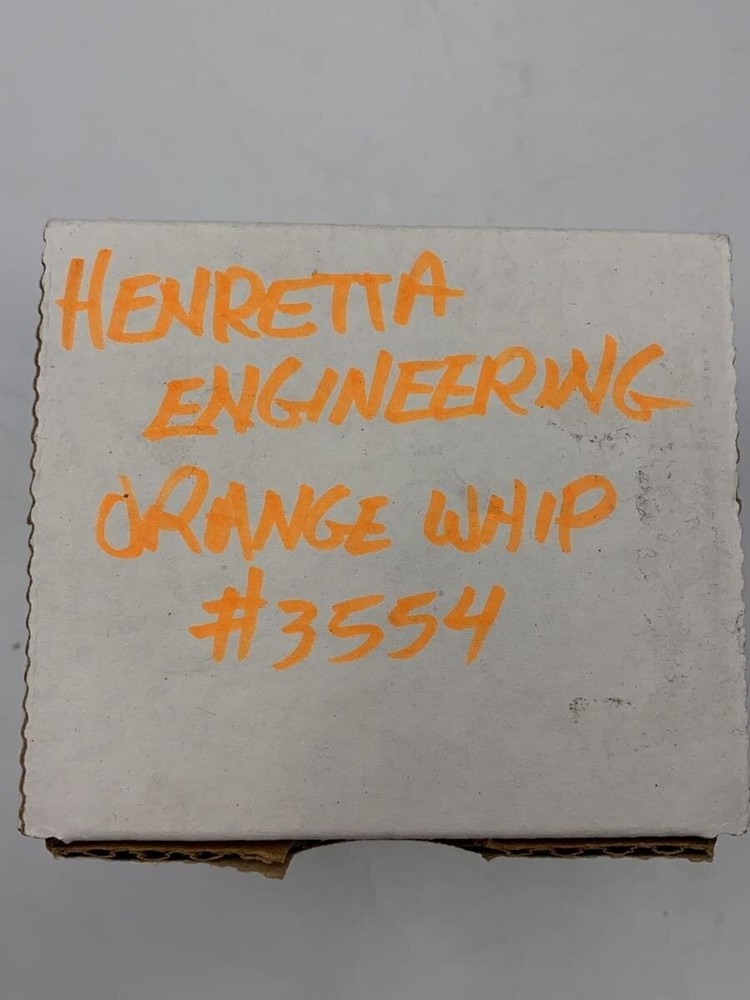 HENRETTA
ENGINEERING
ORANGE WHIP
#3554